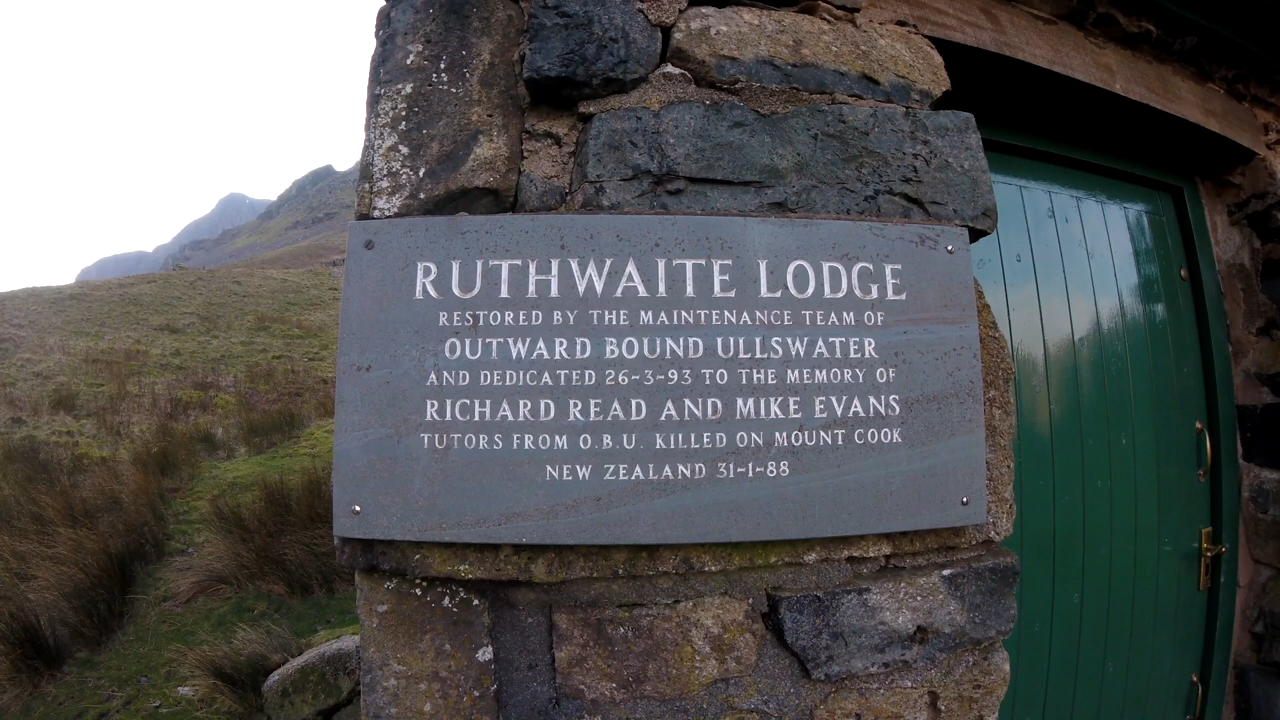 RUTHWAITE LODGE
RESTORED BY THE MAINTENANCE TEAM OF
OUTWARD BOUND ULLSWATER
AND DEDICATED 26-3-93 TO THE MEMORY OF
RICHARD READ AND MIKE EVANS
TUTORS FROM O.B.U. KILLED ON MOUNT COOK
NEW ZEALAND 31-1-88